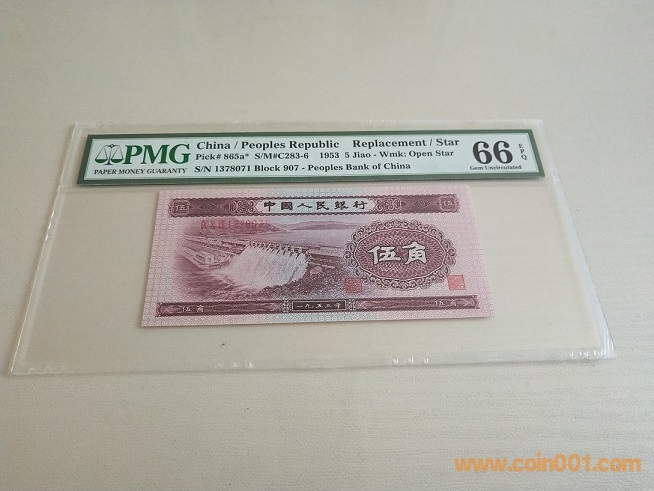 PMG
PAPER MONEY GUARANTY
China / Peoples Republic Replacement / Star
Pick# 865a* S/M#C283-6 1953 5 Jiao - Wmk: Open Star
S/N 1378071 Block 907 - Peoples Bank of China
66 EPQ
Gem Uncirculated
伍 中國人民銀行 伍
伍角
伍角 一九五三年 伍角
www.coin001.com